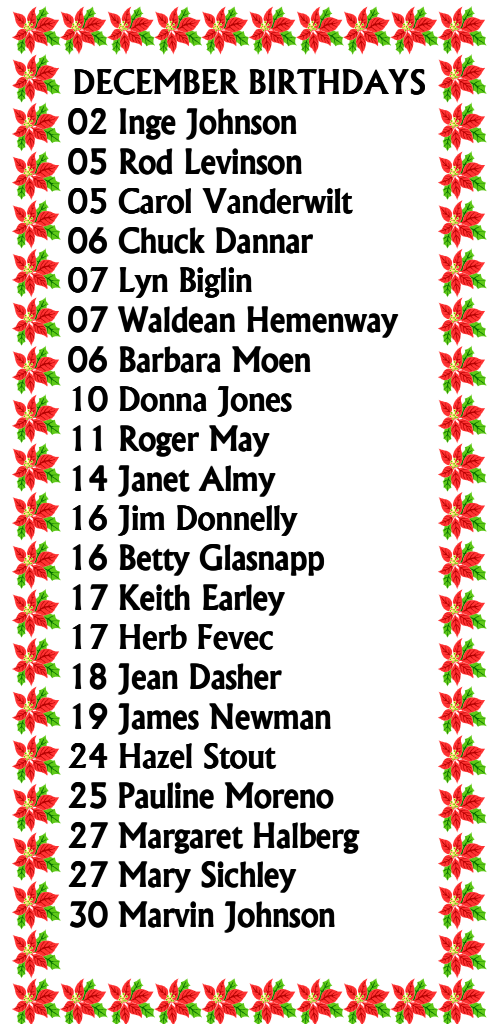 DECEMBER BIRTHDAYS
02 Inge Johnson
05 Rod Levinson
05 Carol Vanderwilt
06 Chuck Dannar
07 Lyn Biglin
07 Waldean Hemenway
06 Barbara Moen
10 Donna Jones
11 Roger May
14 Janet Almy
16 Jim Donnelly
16 Betty Glasnapp
17 Keith Earley
17 Herb Fevec
18 Jean Dasher
19 James Newman
24 Hazel Stout
25 Pauline Moreno
27 Margaret Halberg
27 Mary Sichley
30 Marvin Johnson